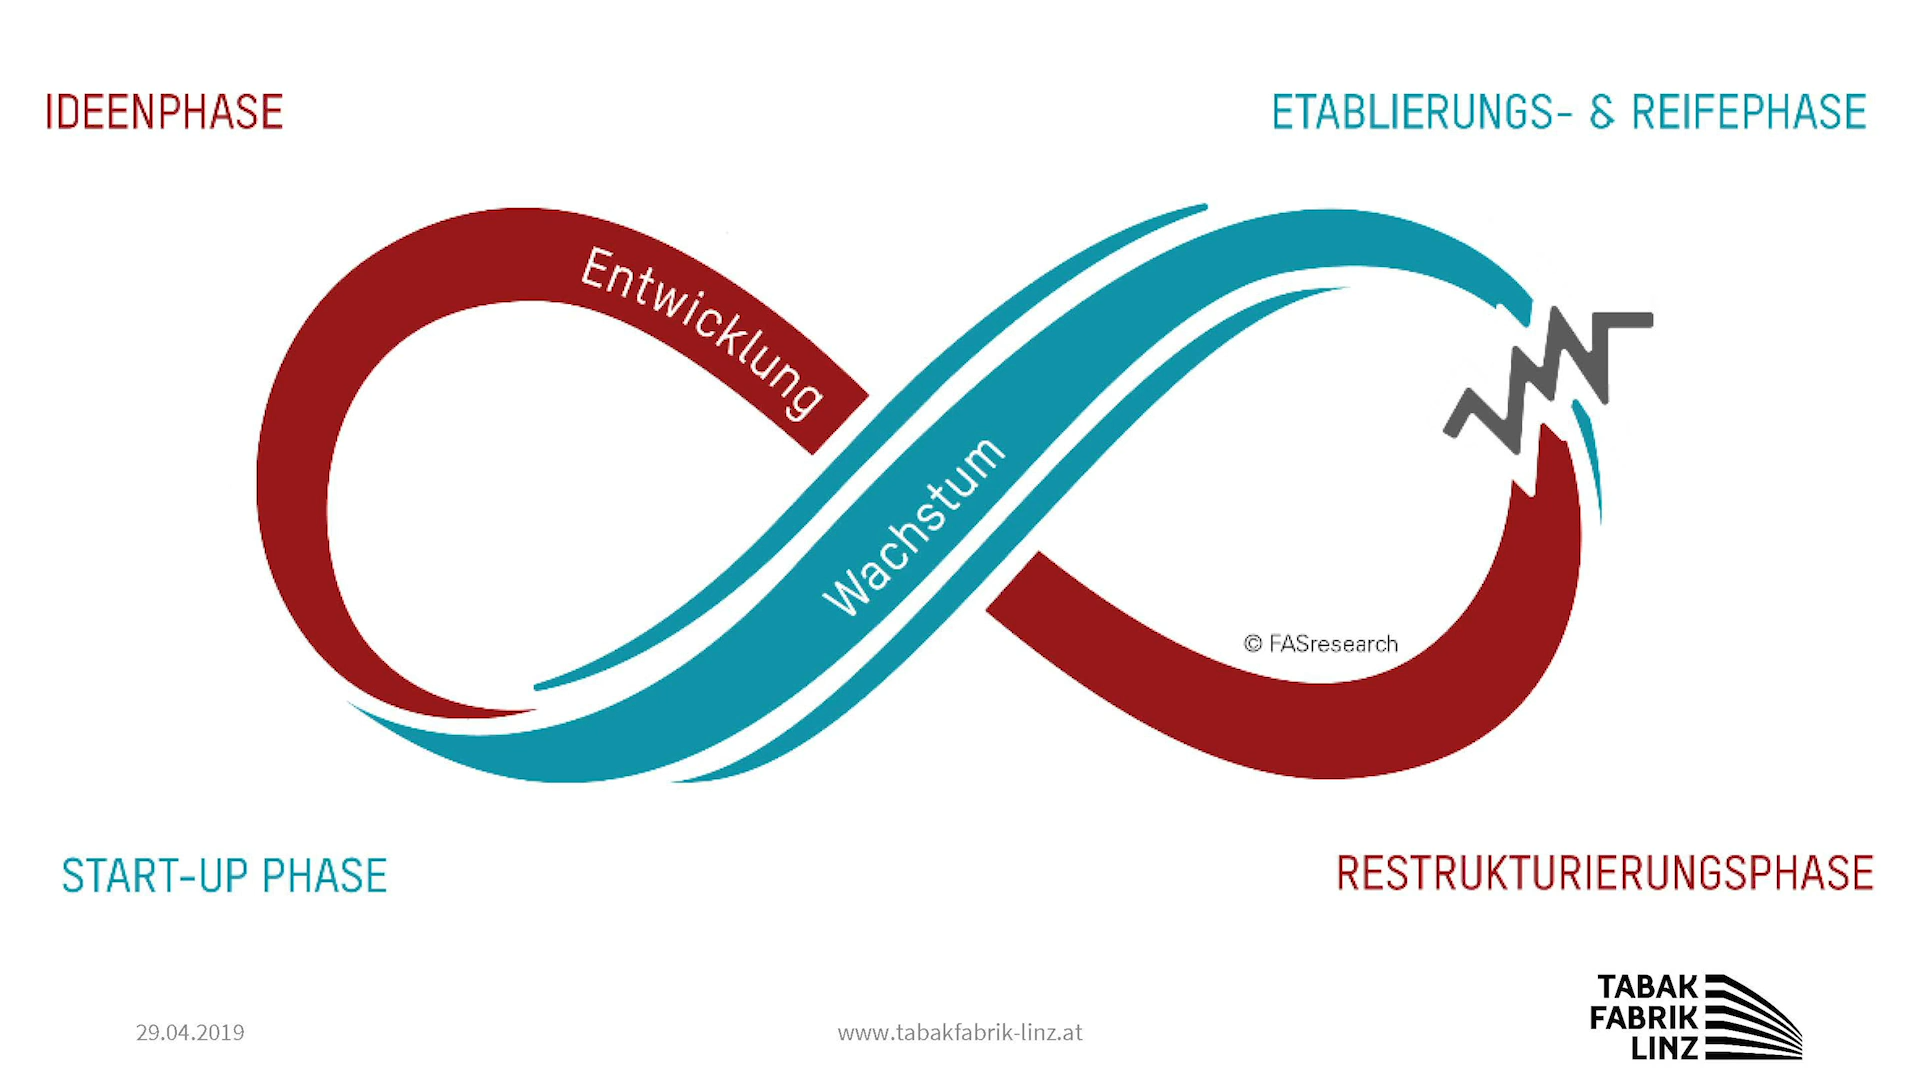 IDEENPHASE
ETABLIERUNGS- & REIFEPHASE
Entwicklung
Wachstum
© FASresearch
START-UP PHASE
RESTRUKTURIERUNGSPHASE
29.04.2019
www.tabakfabrik-linz.at
TABAK
FABRIK
LINZ